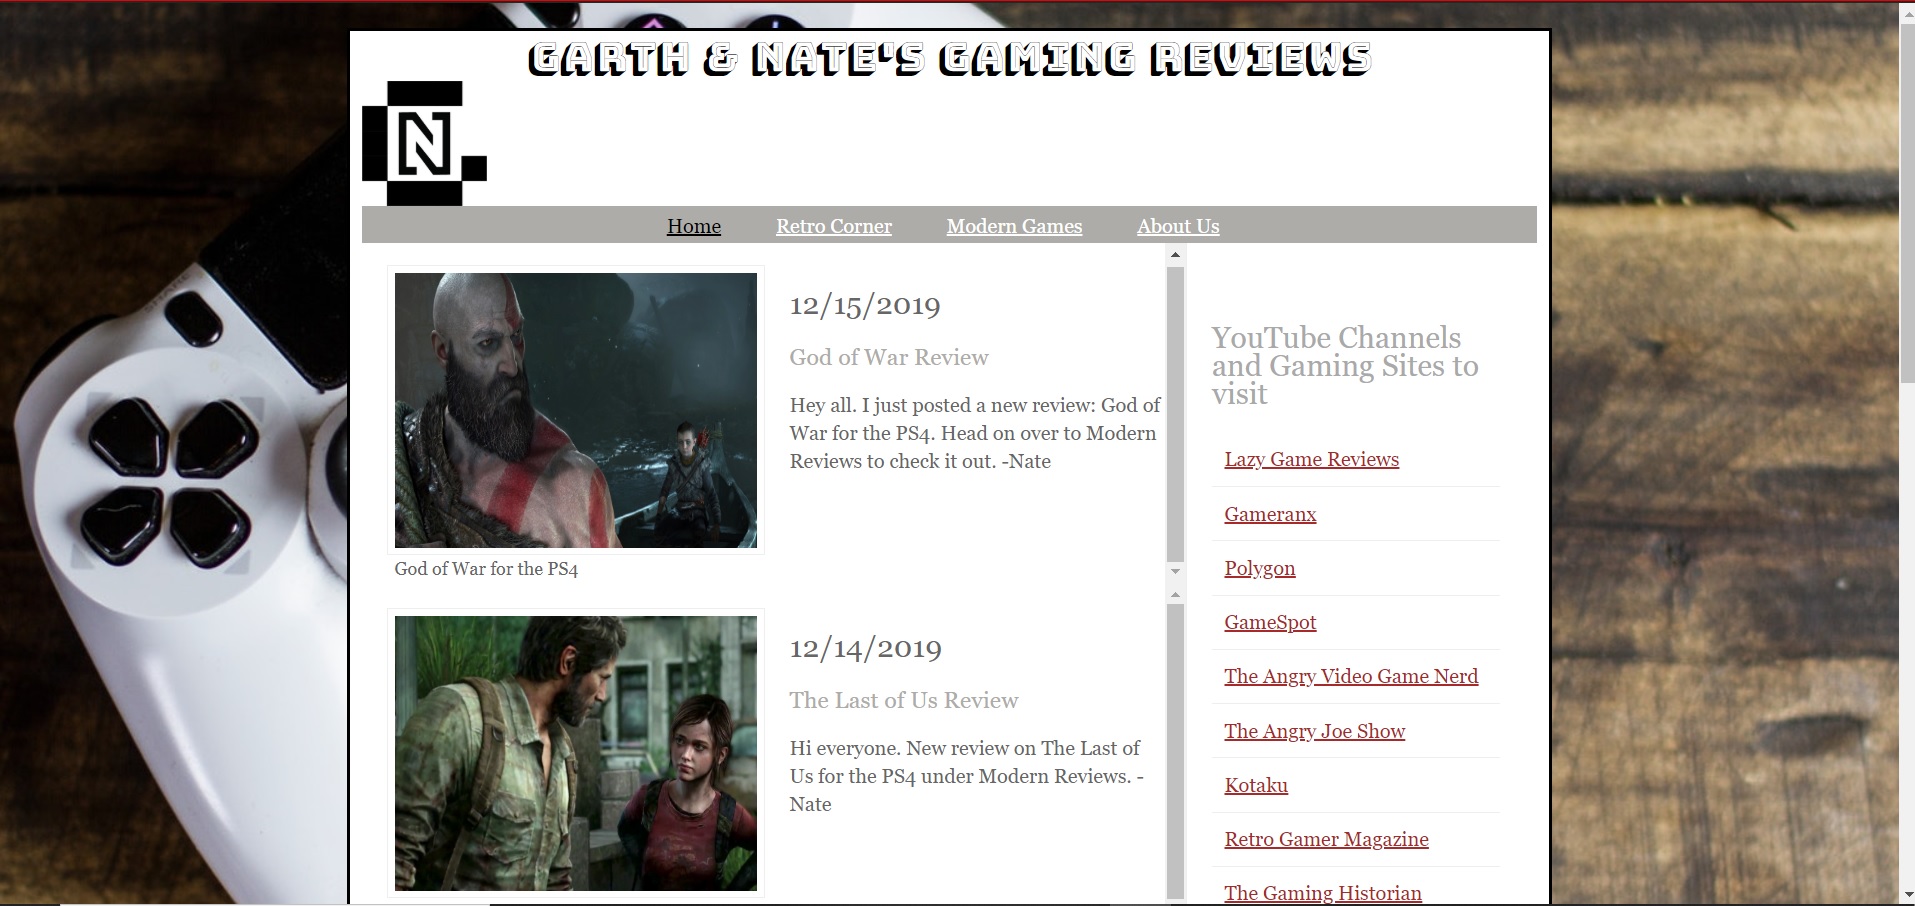 GARTH & NATE'S GAMING REVIEWS
N
Home Retro Corner Modern Games About Us
12/15/2019
God of War Review
Hey all. I just posted a new review: God of
War for the PS4. Head on over to Modern
Reviews to check it out. -Nate
God of War for the PS4
12/14/2019
The Last of Us Review
Hi everyone. New review on The Last of
Us for the PS4 under Modern Reviews. -
Nate
YouTube Channels
and Gaming Sites to
visit
Lazy Game Reviews
Gameranx
Polygon
GameSpot
The Angry Video Game Nerd
The Angry Joe Show
Kotaku
Retro Gamer Magazine
The Gaming Historian